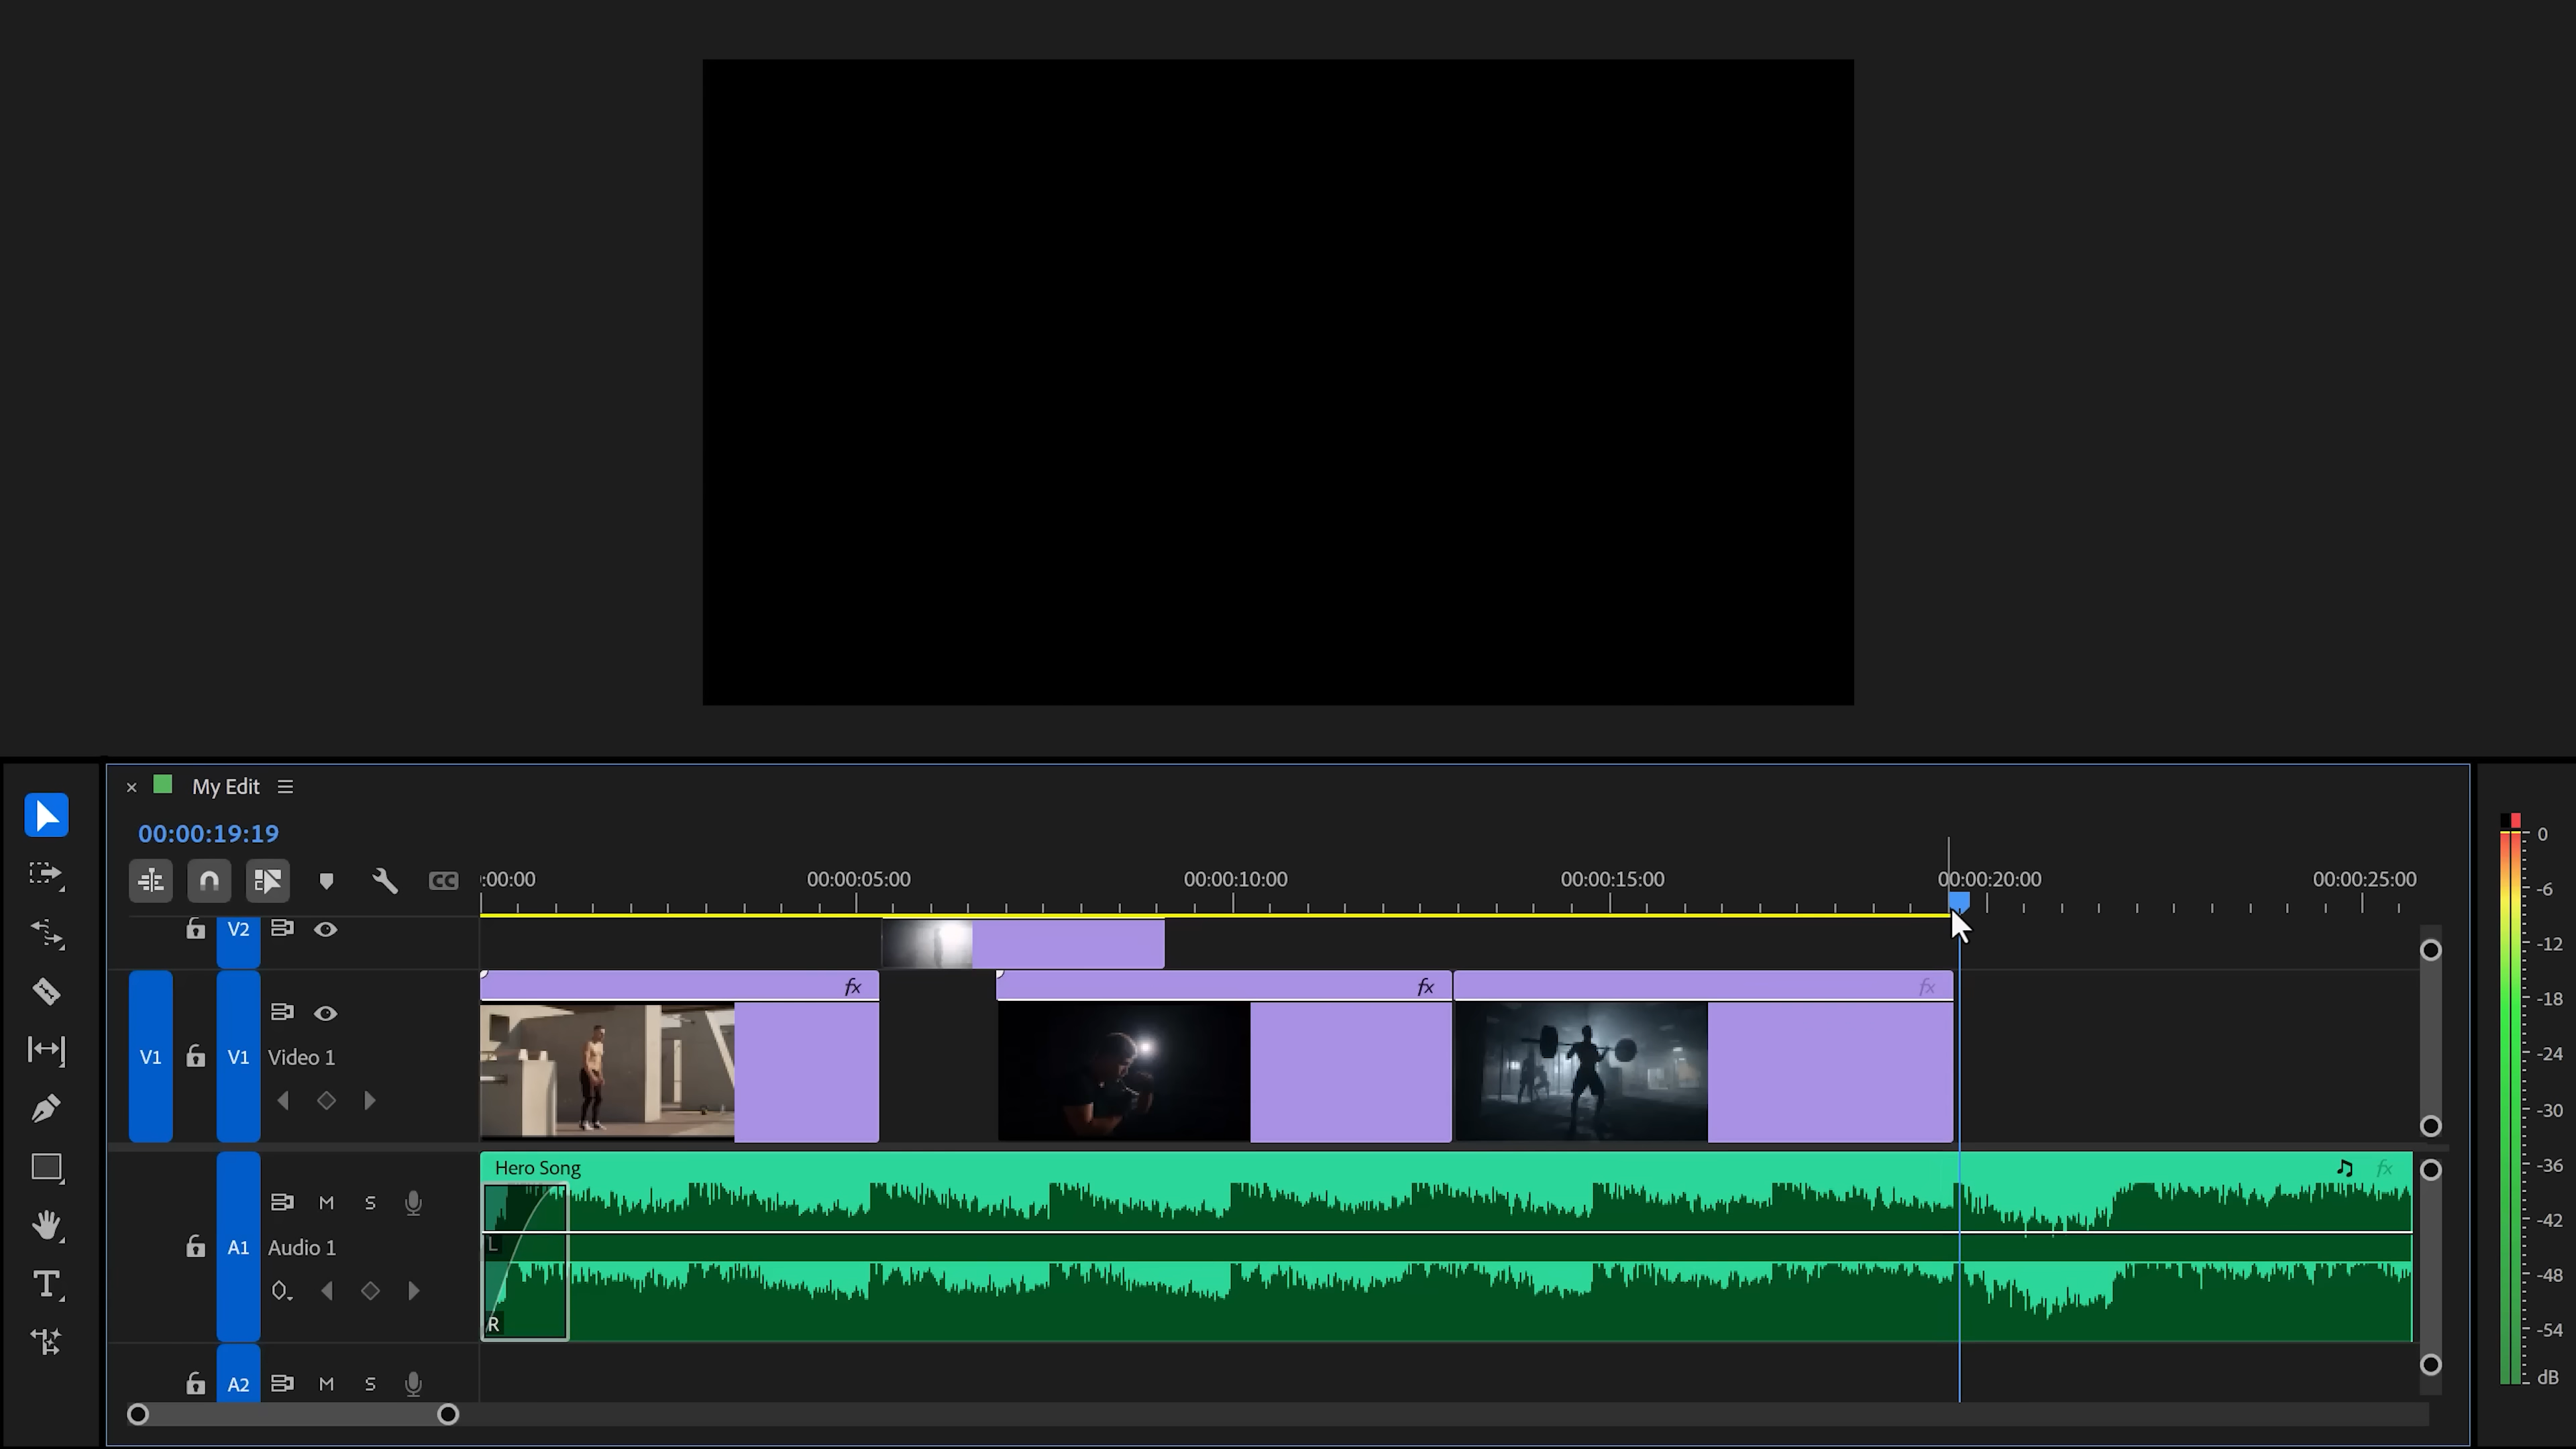 My Edit
00:00:19:19
CC
:00:00
00:00:05:00
00:00:10:00
00:00:15:00
00:00:20:00
00:00:25:00
V2
fx
fx
fx
V1
V1
Video 1
Hero Song
fx
M
S
L
A1
Audio 1
R
A2
M
S
T
0
-6
-12
-18
-24
-30
-36
-42
-48
-54
dB